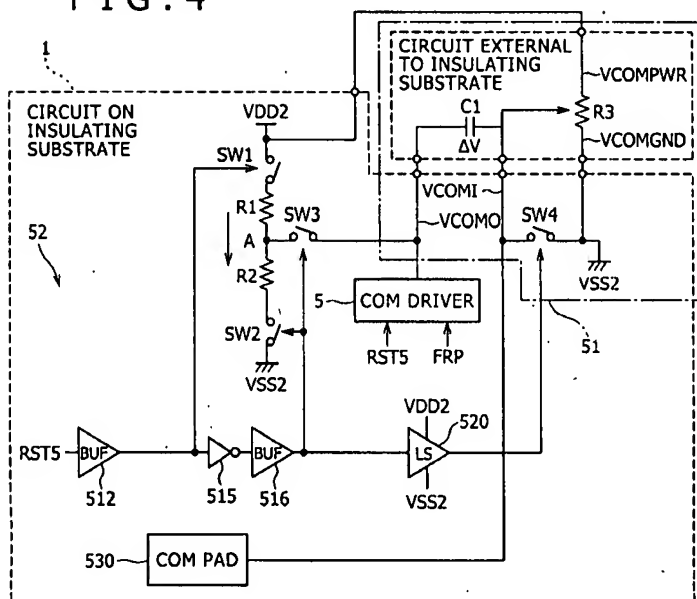 FIG. 4
1
CIRCUIT EXTERNAL
TO INSULATING
SUBSTRATE
VCOMPWR
C1
R3
ΔV
VCOMGND
CIRCUIT ON
INSULATING
SUBSTRATE
VDD2
SW1
R1
VCOMI
VCOMO
SW3
SW4
A
52
R2
VSS2
5
COM DRIVER
51
SW2
RST5
FRP
VSS2
VDD2
520
RST5
BUF
BUF
LS
512
515
516
VSS2
530
COM PAD